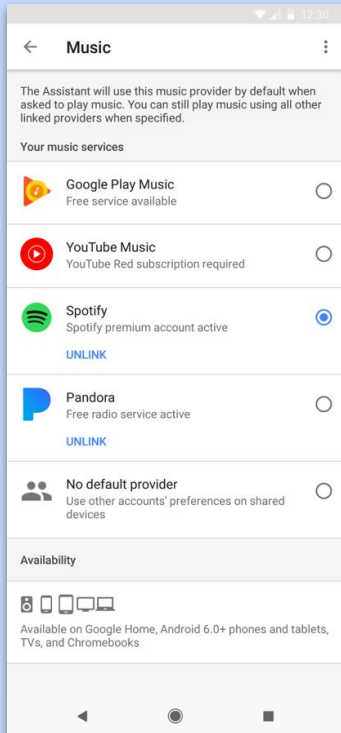 12:30
Music
The Assistant will use this music provider by default when
asked to play music. You can still play music using all other
linked providers when specified.
Your music services
Google Play Music
Free service available
YouTube Music
YouTube Red subscription required
Spotify
Spotify premium account active
UNLINK
Pandora
Free radio service active
UNLINK
No default provider
Use other accounts' preferences on shared
devices
Availability
Available on Google Home, Android 6.0+ phones and tablets,
TVs, and Chromebooks